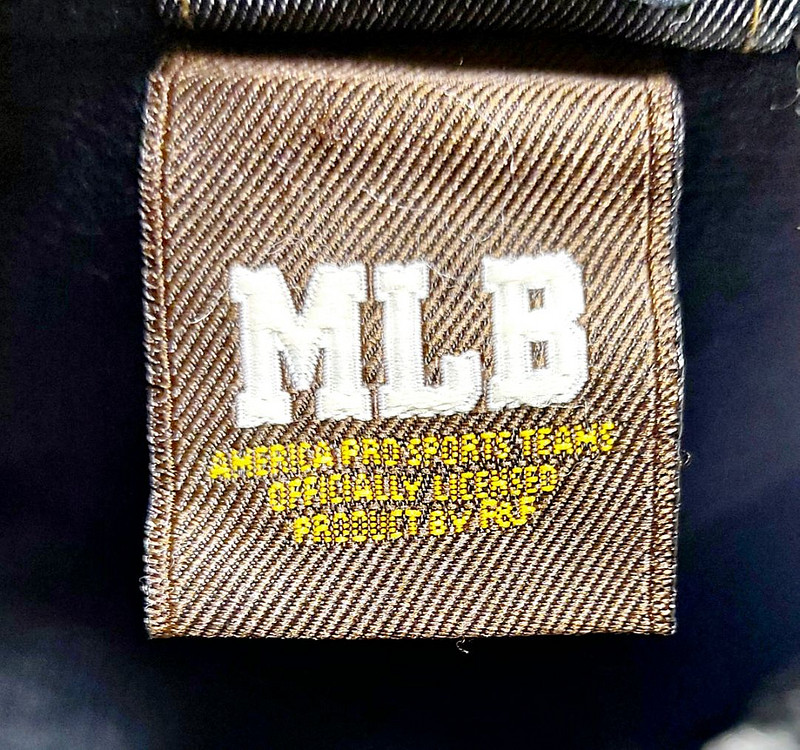 MLB
AMERICA PRO SPORTS TEAMS
OFFICIALLY LICENSED
PRODUCT BY F&F